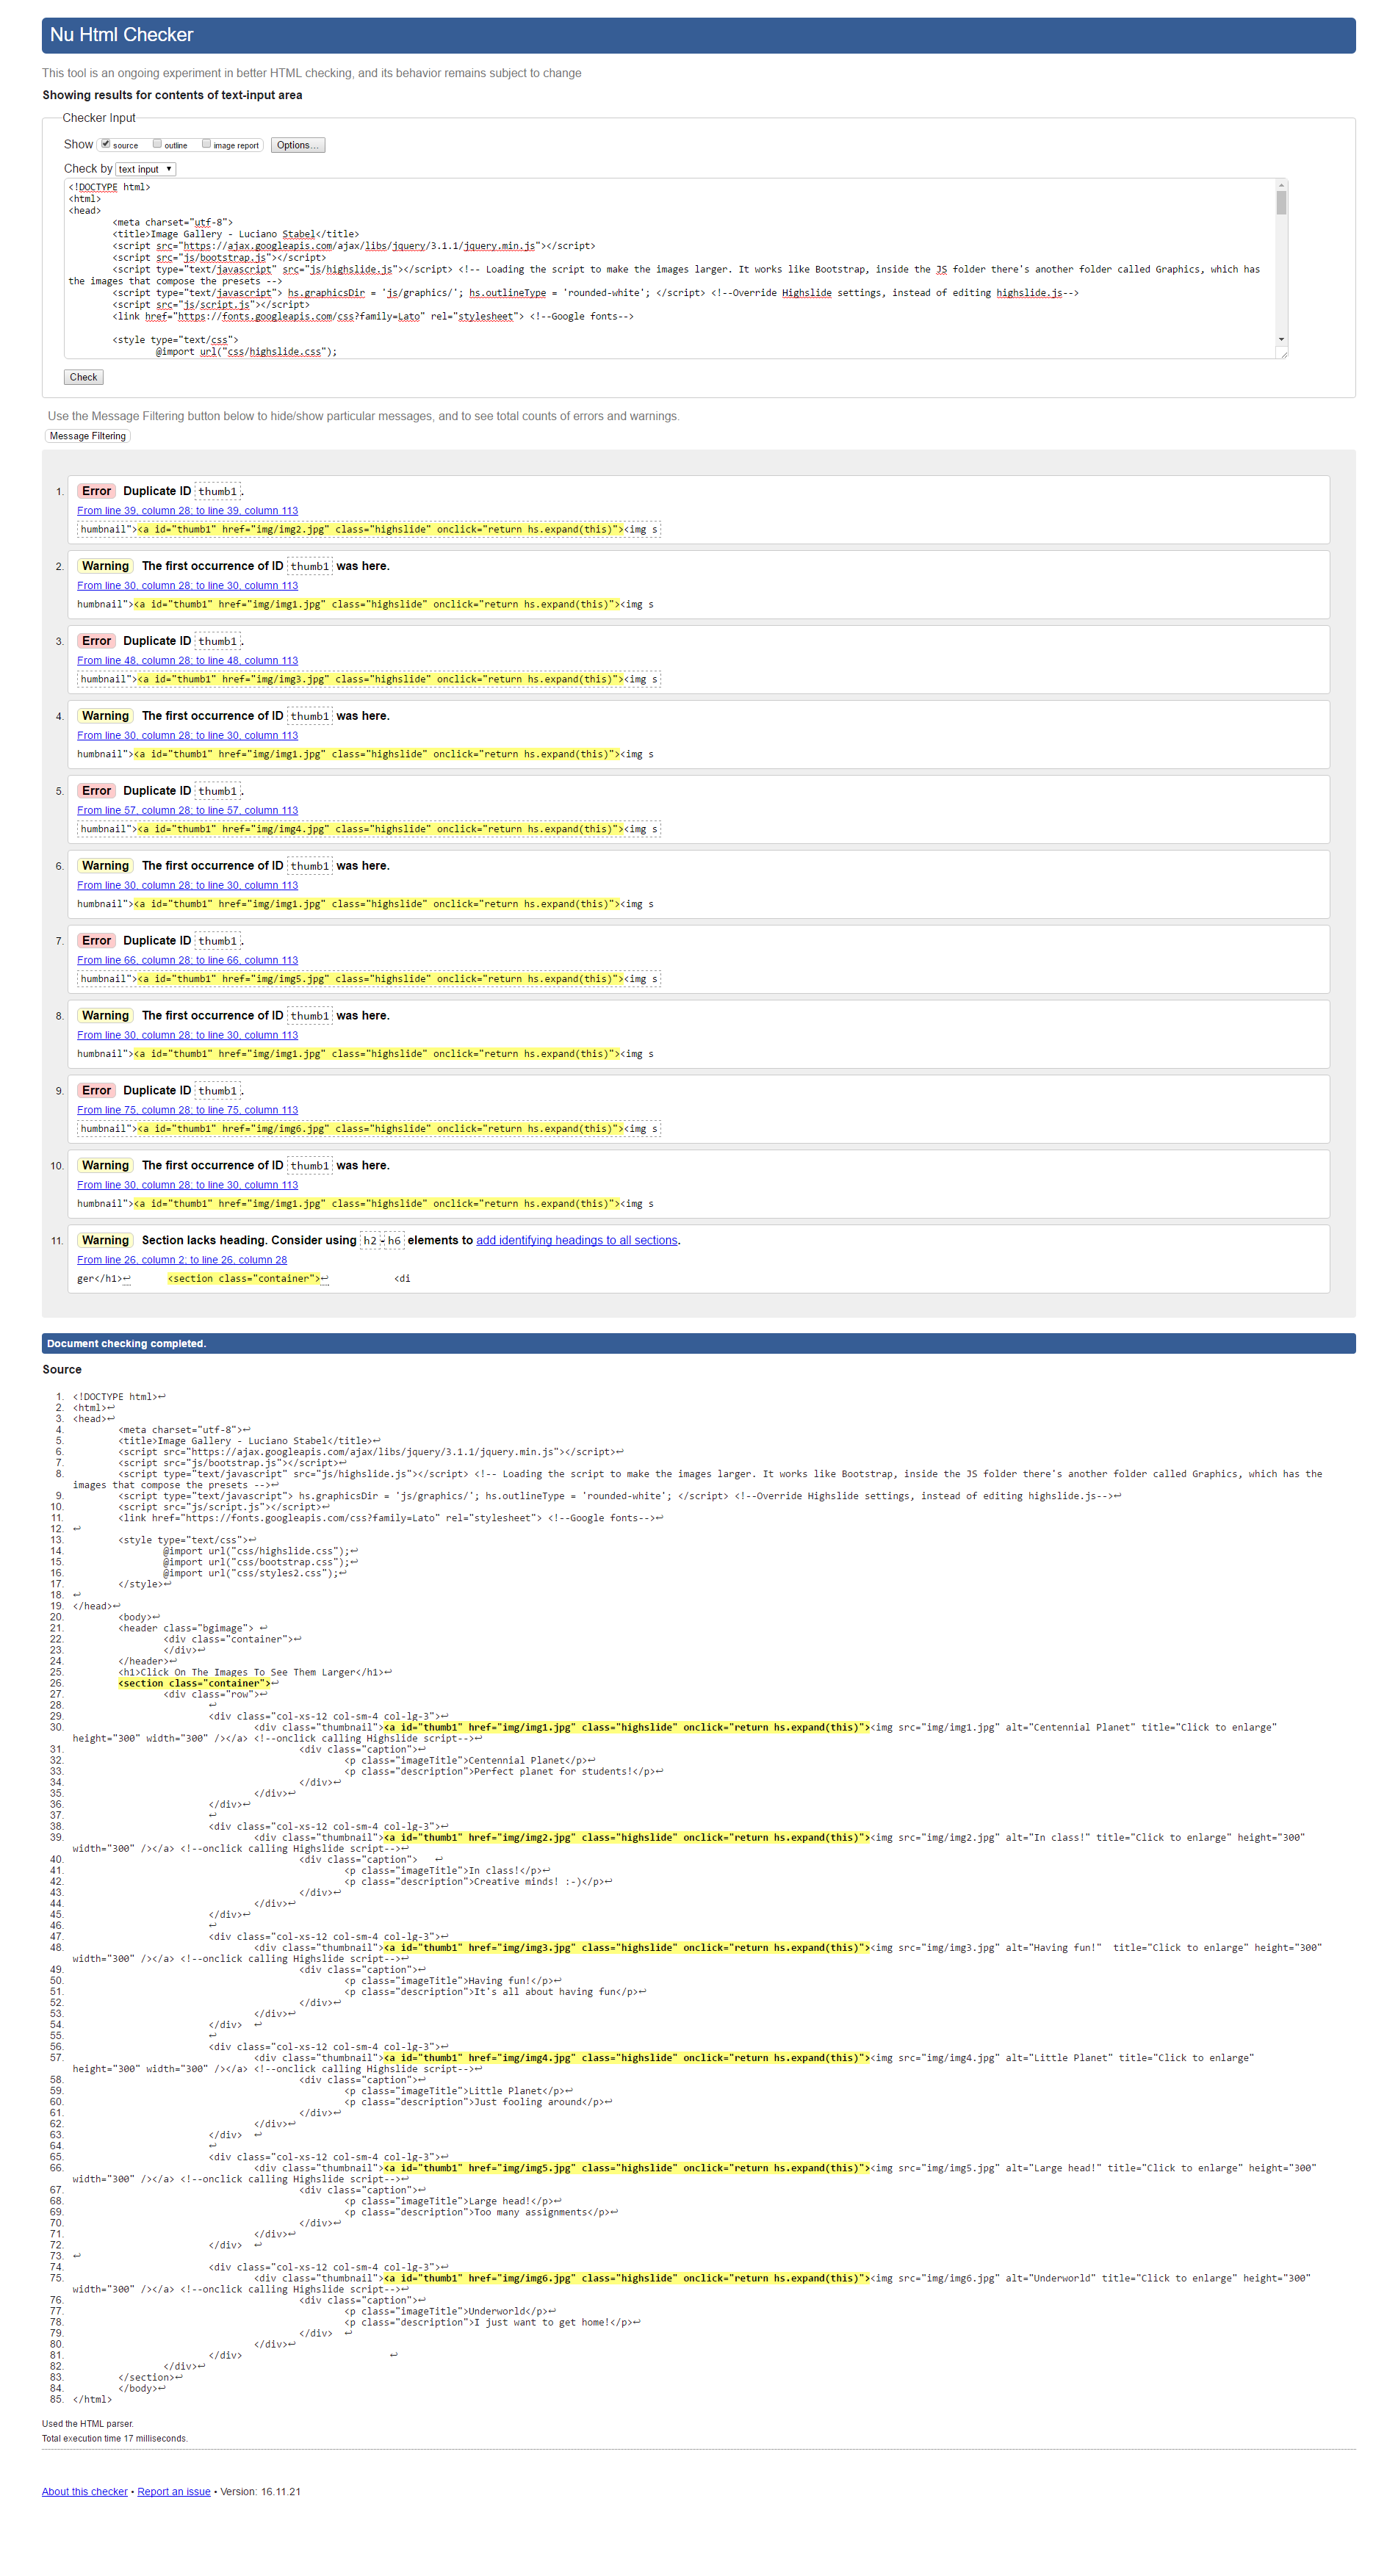 Nu Html Checker
This tool is an ongoing experiment in better HTML checking, and its behavior remains subject to change
Showing results for contents of text-input area
Checker Input
Show source outline image report Options...
Check by text input
<!DOCTYPE html>
<html>
<head>
<meta charset="utf-8">
<title>Image Gallery - Luciano Stabel</title>
<script src="https://ajax.googleapis.com/ajax/libs/jquery/3.1.1/jquery.min.js"></script>
<script src="js/bootstrap.js"></script>
<script type="text/javascript" src="js/highslide.js"></script> <!-- Loading the script to make the images larger. It works like Bootstrap, inside the JS folder there's another folder called Graphics, which has
the images that compose the presets -->
<script type="text/javascript"> hs.graphicsDir = 'js/graphics/'; hs.outlineType = 'rounded-white'; </script> <!--Override Highslide settings, instead of editing highslide.js-->
<script src="js/script.js"></script>
<link href="https://fonts.googleapis.com/css?family=Lato" rel="stylesheet"> <!--Google fonts-->
<style type="text/css">
@import url("css/highslide.css");
Check
Use the Message Filtering button below to hide/show particular messages, and to see total counts of errors and warnings.
Message Filtering
1. Error Duplicate ID thumb1.
From line 39, column 28; to line 39, column 113
humbnail"><a id="thumb1" href="img/img2.jpg" class="highslide" onclick="return hs.expand(this)"><img s
2. Warning The first occurrence of ID thumb1 was here.
From line 30, column 28; to line 30, column 113
humbnail"><a id="thumb1" href="img/img1.jpg" class="highslide" onclick="return hs.expand(this)"><img s
3. Error Duplicate ID thumb1.
From line 48, column 28; to line 48, column 113
humbnail"><a id="thumb1" href="img/img3.jpg" class="highslide" onclick="return hs.expand(this)"><img s
4. Warning The first occurrence of ID thumb1 was here.
From line 30, column 28; to line 30, column 113
humbnail"><a id="thumb1" href="img/img1.jpg" class="highslide" onclick="return hs.expand(this)"><img s
5. Error Duplicate ID thumb1.
From line 57, column 28; to line 57, column 113
humbnail"><a id="thumb1" href="img/img4.jpg" class="highslide" onclick="return hs.expand(this)"><img s
6. Warning The first occurrence of ID thumb1 was here.
From line 30, column 28; to line 30, column 113
humbnail"><a id="thumb1" href="img/img1.jpg" class="highslide" onclick="return hs.expand(this)"><img s
7. Error Duplicate ID thumb1.
From line 66, column 28; to line 66, column 113
humbnail"><a id="thumb1" href="img/img5.jpg" class="highslide" onclick="return hs.expand(this)"><img s
8. Warning The first occurrence of ID thumb1 was here.
From line 30, column 28; to line 30, column 113
humbnail"><a id="thumb1" href="img/img1.jpg" class="highslide" onclick="return hs.expand(this)"><img s
9. Error Duplicate ID thumb1.
From line 75, column 28; to line 75, column 113
humbnail"><a id="thumb1" href="img/img6.jpg" class="highslide" onclick="return hs.expand(this)"><img s
10. Warning The first occurrence of ID thumb1 was here.
From line 30, column 28; to line 30, column 113
humbnail"><a id="thumb1" href="img/img1.jpg" class="highslide" onclick="return hs.expand(this)"><img s
11. Warning Section lacks heading. Consider using h2-h6 elements to add identifying headings to all sections.
From line 26, column 2; to line 26, column 28
ger</h1>↩ <section class="container">↩ <di
Document checking completed.
Source
1. <!DOCTYPE html>↩
2. <html>↩
3. <head>↩
4. <meta charset="utf-8">↩
5. <title>Image Gallery - Luciano Stabel</title>↩
6. <script src="https://ajax.googleapis.com/ajax/libs/jquery/3.1.1/jquery.min.js"></script>↩
7. <script src="js/bootstrap.js"></script>↩
8. <script type="text/javascript" src="js/highslide.js"></script> <!-- Loading the script to make the images larger. It works like Bootstrap, inside the JS folder there's another folder called Graphics, which has the
images that compose the presets -->↩
9. <script type="text/javascript"> hs.graphicsDir = 'js/graphics/'; hs.outlineType = 'rounded-white'; </script> <!--Override Highslide settings, instead of editing highslide.js-->↩
10. <script src="js/script.js"></script>↩
11. <link href="https://fonts.googleapis.com/css?family=Lato" rel="stylesheet"> <!--Google fonts-->↩
12. ↩
13. <style type="text/css">↩
14. @import url("css/highslide.css");↩
15. @import url("css/bootstrap.css");↩
16. @import url("css/styles2.css");↩
17. </style>↩
18. ↩
19. </head>↩
20. <body>↩
21. <header class="bgimage"> ↩
22. <div class="container">↩
23. </div>↩
24. </header>↩
25. <h1>Click On The Images To See Them Larger</h1>↩
26. <section class="container">↩
27. <div class="row">↩
28. ↩
29. <div class="col-xs-12 col-sm-4 col-lg-3">↩
30. <div class="thumbnail"><a id="thumb1" href="img/img1.jpg" class="highslide" onclick="return hs.expand(this)"><img src="img/img1.jpg" alt="Centennial Planet" title="Click to enlarge"
height="300" width="300" /></a> <!--onclick calling Highslide script-->↩
31. <div class="caption">↩
32. <p class="imageTitle">Centennial Planet</p>↩
33. <p class="description">Perfect planet for students!</p>↩
34. </div>↩
35. </div>↩
36. </div>↩
37. ↩
38. <div class="col-xs-12 col-sm-4 col-lg-3">↩
39. <div class="thumbnail"><a id="thumb1" href="img/img2.jpg" class="highslide" onclick="return hs.expand(this)"><img src="img/img2.jpg" alt="In class!" title="Click to enlarge" height="300"
width="300" /></a> <!--onclick calling Highslide script-->↩
40. <div class="caption"> ↩
41. <p class="imageTitle">In class!</p>↩
42. <p class="description">Creative minds! :-)</p>↩
43. </div>↩
44. </div>↩
45. </div>↩
46. ↩
47. <div class="col-xs-12 col-sm-4 col-lg-3">↩
48. <div class="thumbnail"><a id="thumb1" href="img/img3.jpg" class="highslide" onclick="return hs.expand(this)"><img src="img/img3.jpg" alt="Having fun!" title="Click to enlarge" height="300"
width="300" /></a> <!--onclick calling Highslide script-->↩
49. <div class="caption">↩
50. <p class="imageTitle">Having fun!</p>↩
51. <p class="description">It's all about having fun</p>↩
52. </div>↩
53. </div>↩
54. </div> ↩
55. ↩
56. <div class="col-xs-12 col-sm-4 col-lg-3">↩
57. <div class="thumbnail"><a id="thumb1" href="img/img4.jpg" class="highslide" onclick="return hs.expand(this)"><img src="img/img4.jpg" alt="Little Planet" title="Click to enlarge"
height="300" width="300" /></a> <!--onclick calling Highslide script-->↩
58. <div class="caption">↩
59. <p class="imageTitle">Little Planet</p>↩
60. <p class="description">Just fooling around</p>↩
61. </div>↩
62. </div>↩
63. </div> ↩
64. ↩
65. <div class="col-xs-12 col-sm-4 col-lg-3">↩
66. <div class="thumbnail"><a id="thumb1" href="img/img5.jpg" class="highslide" onclick="return hs.expand(this)"><img src="img/img5.jpg" alt="Large head!" title="Click to enlarge" height="300"
width="300" /></a> <!--onclick calling Highslide script-->↩
67. <div class="caption">↩
68. <p class="imageTitle">Large head!</p>↩
69. <p class="description">Too many assignments</p>↩
70. </div>↩
71. </div>↩
72. </div> ↩
73. ↩
74. <div class="col-xs-12 col-sm-4 col-lg-3">↩
75. <div class="thumbnail"><a id="thumb1" href="img/img6.jpg" class="highslide" onclick="return hs.expand(this)"><img src="img/img6.jpg" alt="Underworld" title="Click to enlarge" height="300"
width="300" /></a> <!--onclick calling Highslide script-->↩
76. <div class="caption">↩
77. <p class="imageTitle">Underworld</p>↩
78. <p class="description">I just want to get home!</p>↩
79. </div> ↩
80. </div>↩
81. </div> ↩
82. </div>↩
83. </section>↩
84. </body>↩
85. </html>
Used the HTML parser.
Total execution time 17 milliseconds.
About this checker • Report an issue • Version: 16.11.21